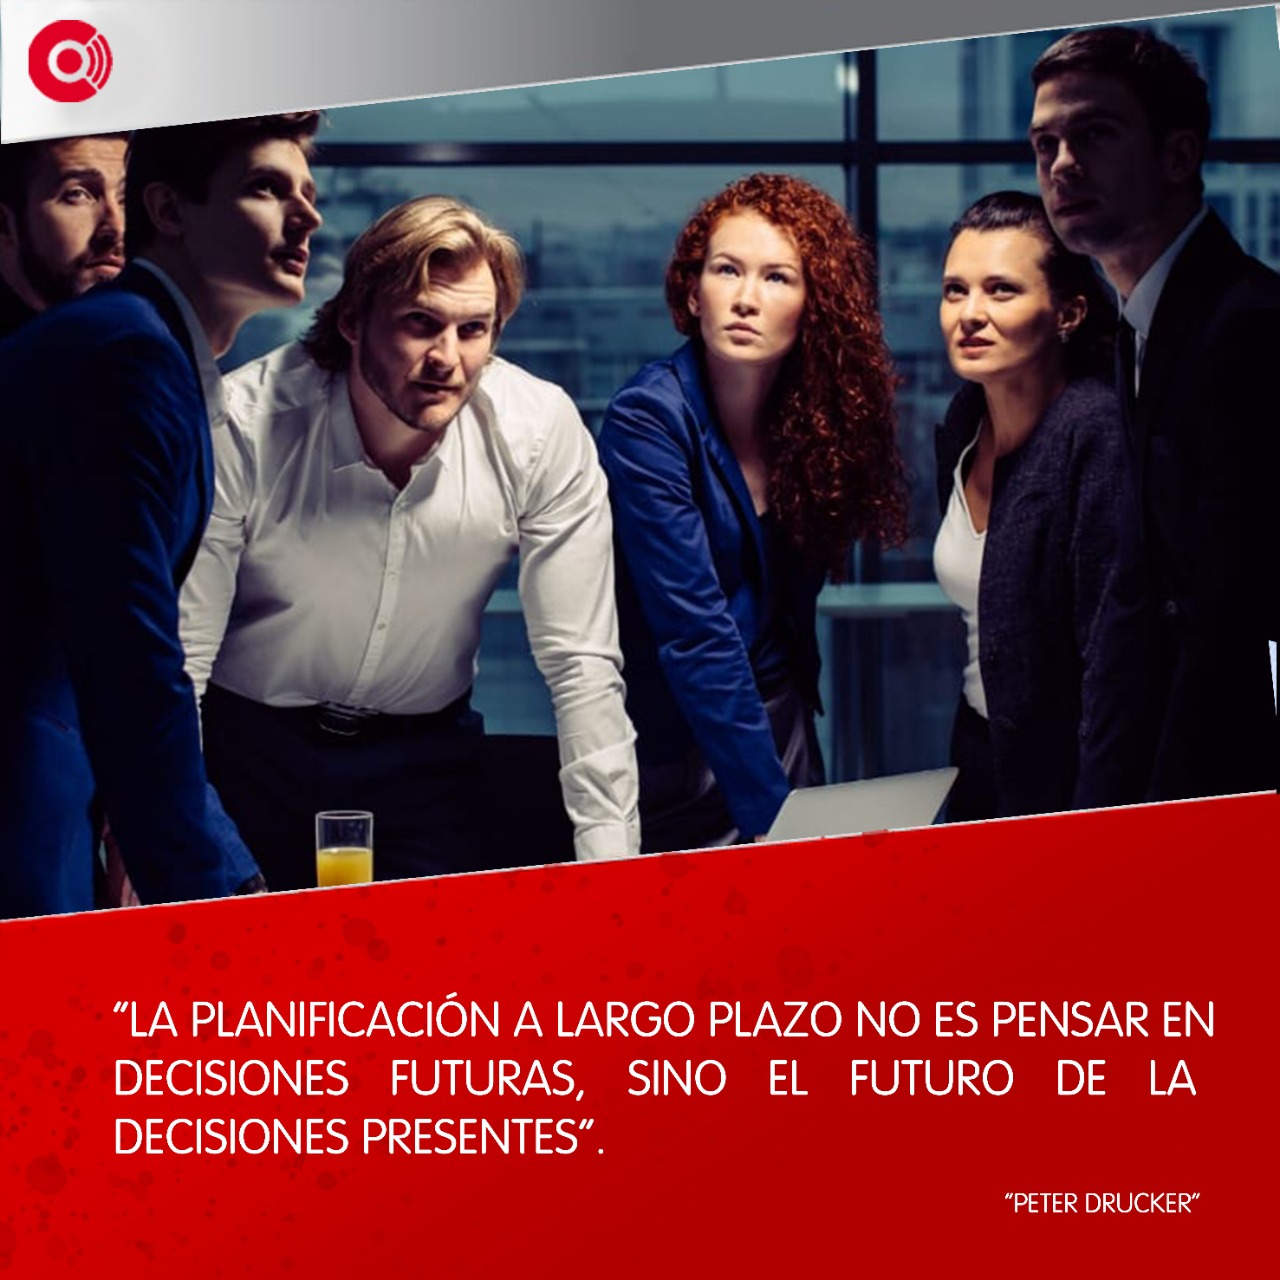 “LA PLANIFICACIÓN A LARGO PLAZO NO ES PENSAR EN
DECISIONES FUTURAS, SINO EL FUTURO DE LA
DECISIONES PRESENTES”.
“PETER DRUCKER“